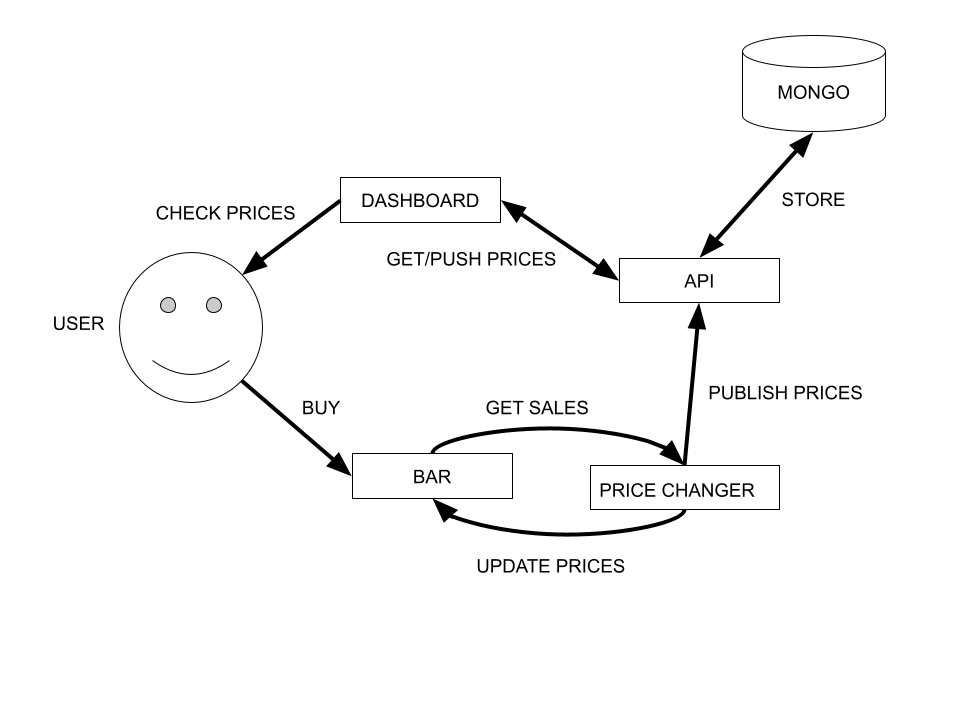 MONGO
STORE
DASHBOARD
CHECK PRICES
GET/PUSH PRICES
API
USER
PUBLISH PRICES
BUY
GET SALES
BAR
PRICE CHANGER
UPDATE PRICES